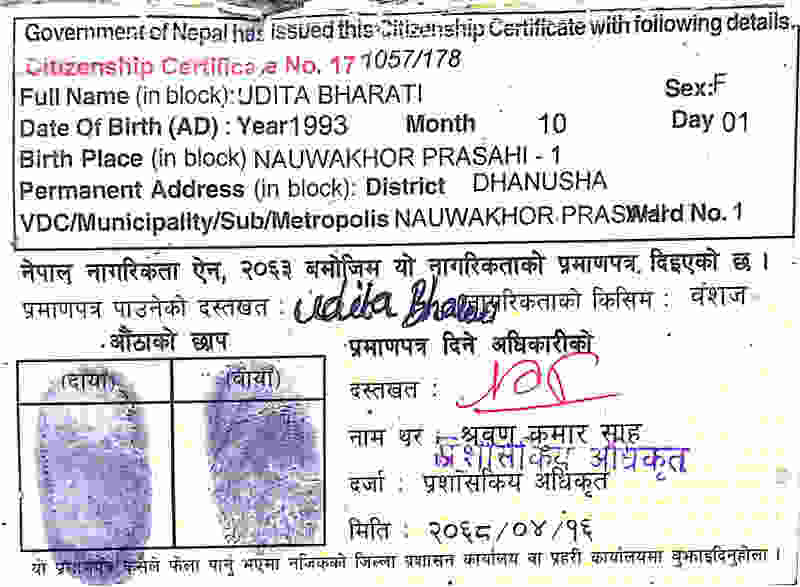 Government of Nepal has issued this Citizenship Certificate with following details.
Citizenship Certificate No. 17 1057/178
Full Name (in block): UDITA BHARATI Sex: F
Date Of Birth (AD) : Year 1993 Month 10 Day 01
Birth Place (in block) NAUWAKHOR PRASAHI - 1
Permanent Address (in block): District DHANUSHA
VDC/Municipality/Sub/Metropolis NAUWAKHOR PRAS Ward No. 1
नेपाल नागरिकता ऐन, २०६३ बमोजिम यो नागरिकताको प्रमाणपत्र दिइएको छ ।
प्रमाणपत्र पाउनेको दस्तखत : Udita Bharati नागरिकताको किसिम : वंशज
औंठाको छाप प्रमाणपत्र दिने अधिकारीको
(दायाँ) (बायाँ)
दस्तखत :
नाम थर : श्रवण कुमार साह
प्रशासकिय अधिकृत
दर्जा : प्रशासकिय अधिकृत
मिति : २०६८/०४/१६
यो प्रमाणपत्र कसैले फेला पार्नु भएमा नजिकको जिल्ला प्रशासन कार्यालय वा प्रहरी कार्यालयमा बुझाइदिनुहोला ।